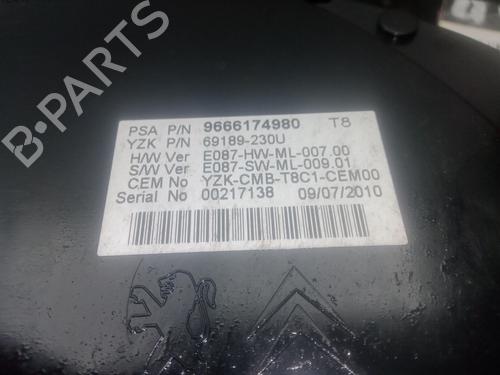 PSA P/N 9666174980 T8
YZK P/N 69189-230U
H/W Ver E087-HW-ML-007.00
S/W Ver E087-SW-ML-009.01
CEM No YZK-CMB-T8C1-CEM00
Serial No 00217138 09/07/2010
B-PARTS